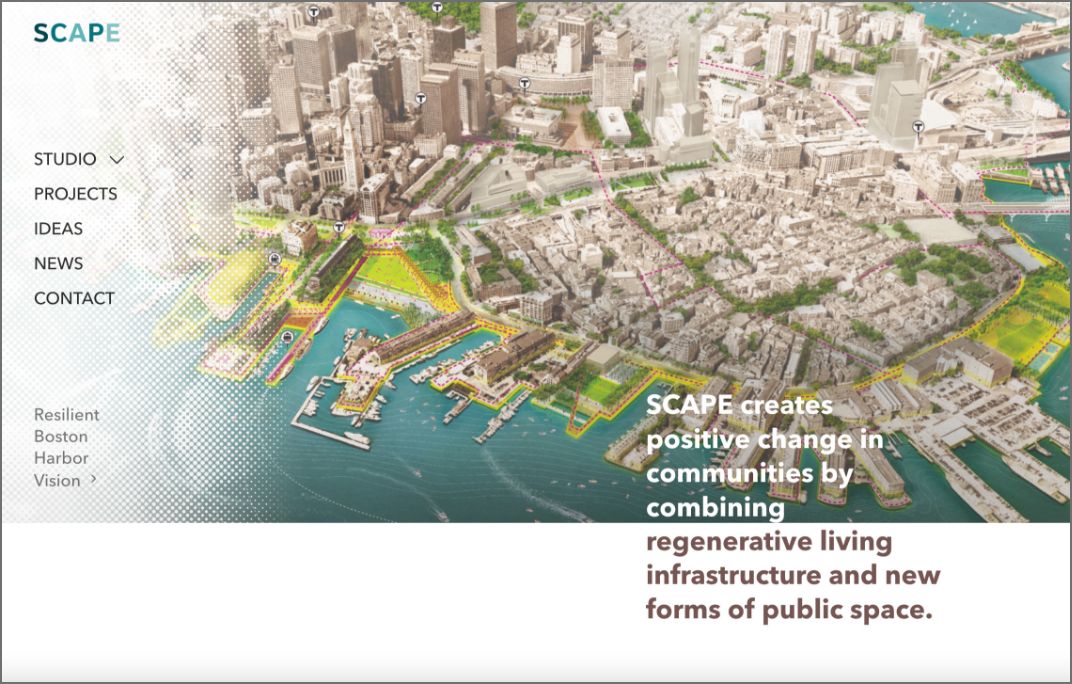 SCAPE
STUDIO
PROJECTS
IDEAS
NEWS
CONTACT
Resilient
Boston
Harbor
Vision
SCAPE creates
positive change in
communities by
combining
regenerative living
infrastructure and new
forms of public space.
T
T
T
T
T
T